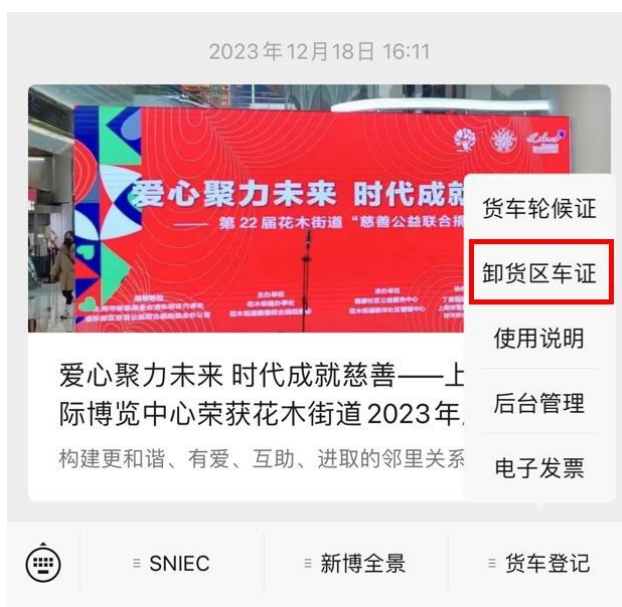 2023年12月18日 16:11
爱心聚力未来 时代成就
—— 第22届花木街道“慈善公益联合捐
货车轮候证
卸货区车证
使用说明
后台管理
电子发票
爱心聚力未来 时代成就慈善——上
际博览中心荣获花木街道2023年
构建更和谐、有爱、互助、进取的邻里关系
SNIEC
新博全景
货车登记